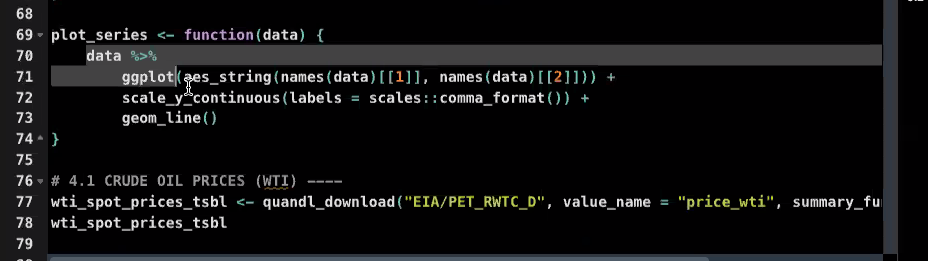 68
69 plot_series <- function(data) {
70     data %>%
71         ggplot(aes_string(names(data)[[1]], names(data)[[2]])) +
72         scale_y_continuous(labels = scales::comma_format()) +
73         geom_line()
74 }
75
76 # 4.1 CRUDE OIL PRICES (WTI) ----
77 wti_spot_prices_tsbl <- quandl_download("EIA/PET_RWTC_D", value_name = "price_wti", summary_fu
78 wti_spot_prices_tsbl
79